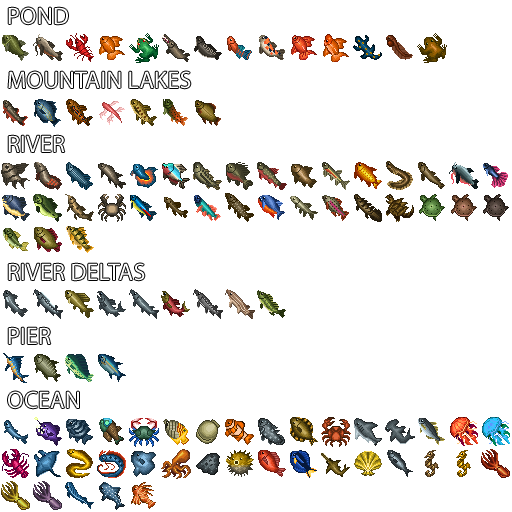 POND
MOUNTAIN LAKES
RIVER
RIVER DELTAS
PIER
OCEAN